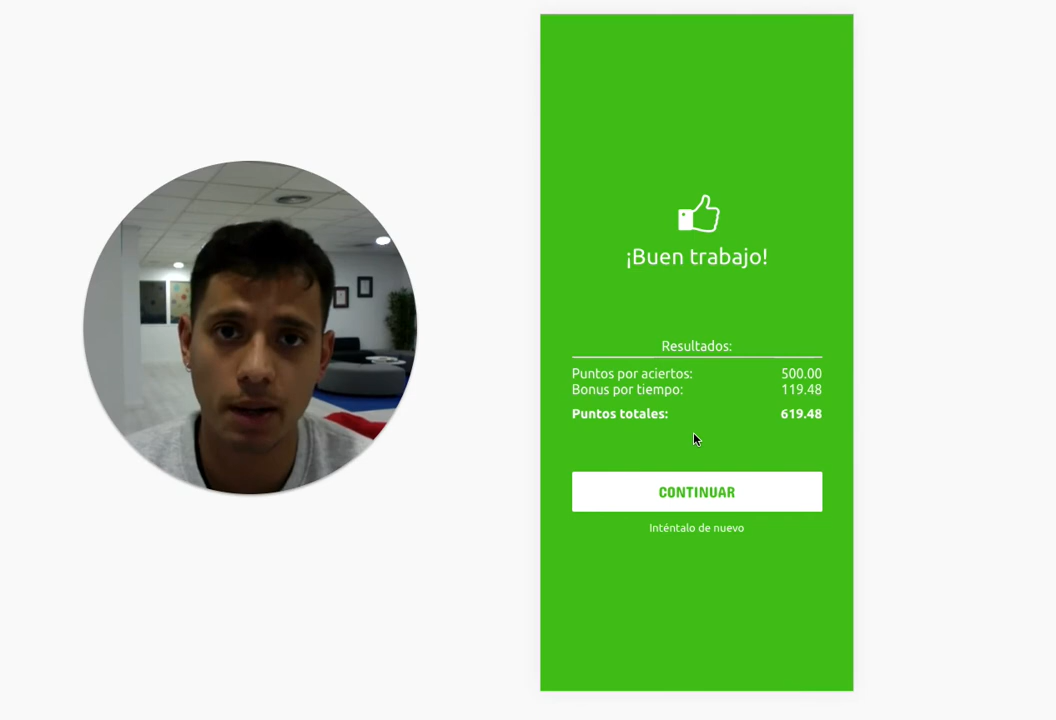 ¡Buen trabajo!
Resultados:
Puntos por aciertos: 500.00
Bonus por tiempo: 119.48
Puntos totales: 619.48
CONTINUAR
Inténtalo de nuevo